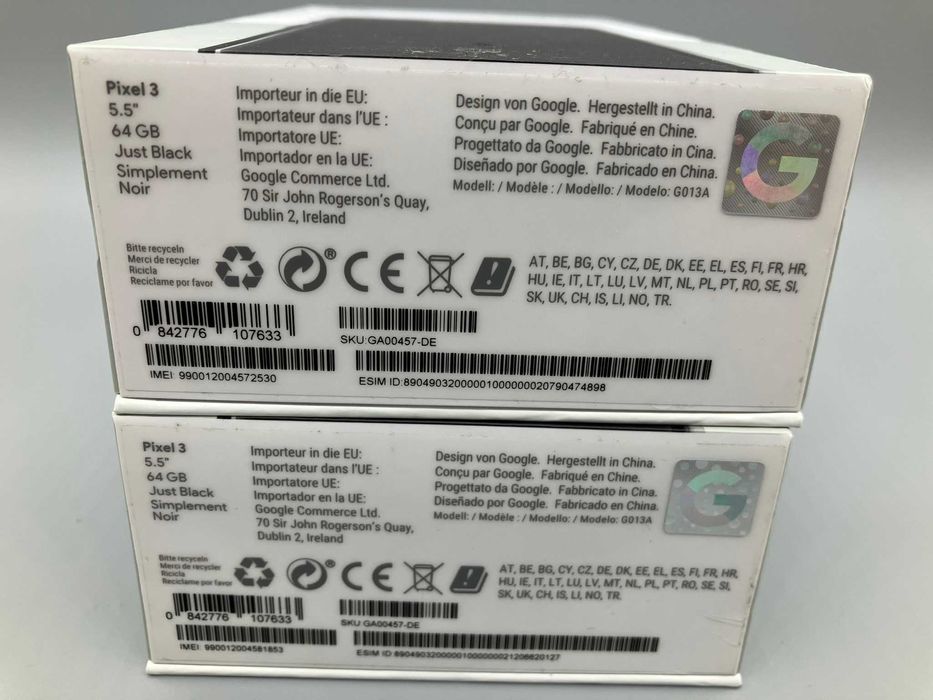 Pixel 3
5.5"
64 GB
Just Black
Simplement
Noir
Importeur in die EU:
Importateur dans l'UE :
Importatore UE:
Importador en la UE:
Google Commerce Ltd.
70 Sir John Rogerson's Quay,
Dublin 2, Ireland
Design von Google. Hergestellt in China.
Conçu par Google. Fabriqué en Chine.
Progettato da Google. Fabbricato in Cina.
Diseñado por Google. Fabricado en China.
Modell: / Modèle : / Modello: / Modelo: G013A
G
Bitte recyceln
Merci de recycler
Ricicla
Reciclame por favor
®
CE
AT, BE, BG, CY, CZ, DE, DK, EE, EL, ES, FI, FR, HR,
HU, IE, IT, LT, LU, LV, MT, NL, PL, PT, RO, SE, SI,
SK, UK, CH, IS, LI, NO, TR.
0 842776 107633
SKU:GA00457-DE
IMEI: 990012004572530
ESIM ID:89049032000001000000020790474898
Pixel 3
5.5"
64 GB
Just Black
Simplement
Noir
Importeur in die EU:
Importateur dans l'UE :
Importatore UE:
Importador en la UE:
Google Commerce Ltd.
70 Sir John Rogerson's Quay,
Dublin 2, Ireland
Design von Google. Hergestellt in China.
Conçu par Google. Fabriqué en Chine.
Progettato da Google. Fabbricato in Cina.
Diseñado por Google. Fabricado en China.
Modell: / Modèle : / Modello: / Modelo: G013A
G
Bitte recyceln
Merci de recycler
Ricicla
Reclaclame por favor
®
CE
AT, BE, BG, CY, CZ, DE, DK, EE, EL, ES, FI, FR, HR,
HU, IE, IT, LT, LU, LV, MT, NL, PL, PT, RO, SE, SI,
SK, UK, CH, IS, LI, NO, TR.
0 842776 107633
SKU:GA00457-DE
IMEI: 990012004581853
ESIM ID:89049032000001000000021206620127